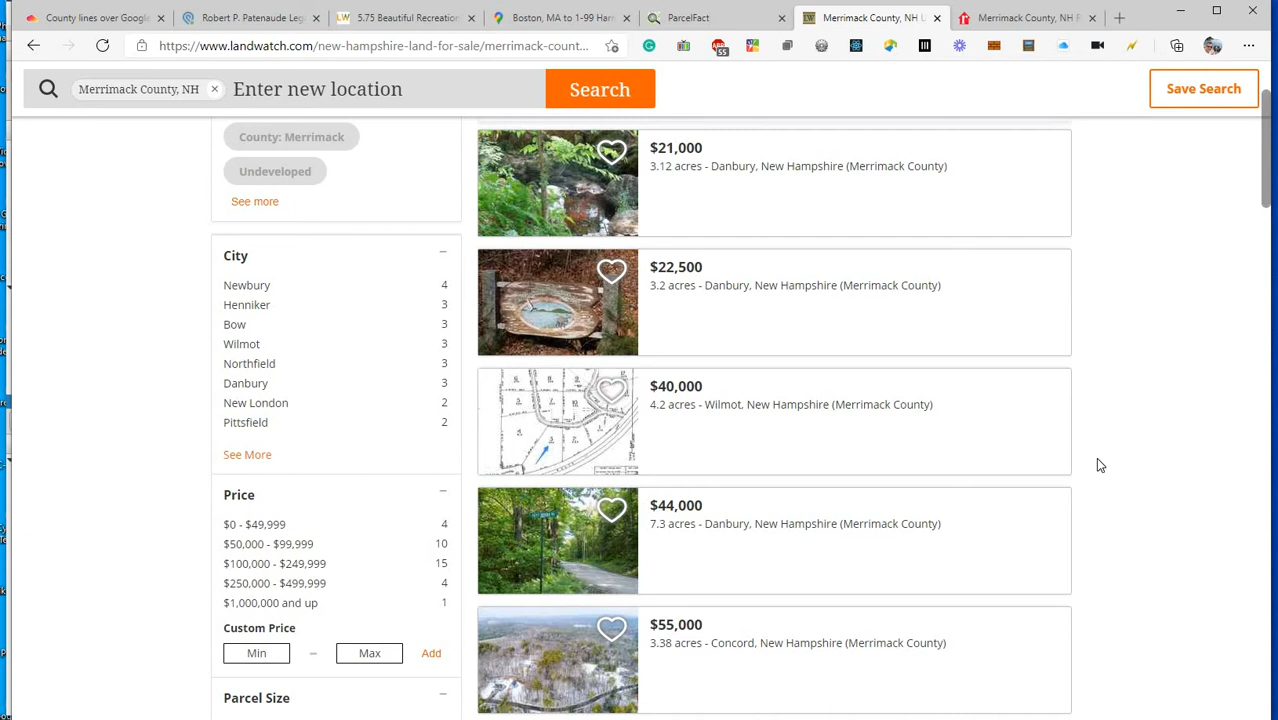 County lines over Google
Robert P. Patenaude Leg
5.75 Beautiful Recreation
Boston, MA to 1-99 Har
ParcelFact
Merrimack County, NH U
Merrimack County, NH
https://www.landwatch.com/new-hampshire-land-for-sale/merrimack-count...
55
Merrimack County, NH
Enter new location
Search
Save Search
County: Merrimack
Undeveloped
See more
City
Newbury 4
Henniker 3
Bow 3
Wilmot 3
Northfield 3
Danbury 3
New London 2
Pittsfield 2
See More
Price
$0 - $49,999 4
$50,000 - $99,999 10
$100,000 - $249,999 15
$250,000 - $499,999 4
$1,000,000 and up 1
Custom Price
Min – Max Add
Parcel Size
$21,000
3.12 acres - Danbury, New Hampshire (Merrimack County)
$22,500
3.2 acres - Danbury, New Hampshire (Merrimack County)
$40,000
4.2 acres - Wilmot, New Hampshire (Merrimack County)
$44,000
7.3 acres - Danbury, New Hampshire (Merrimack County)
$55,000
3.38 acres - Concord, New Hampshire (Merrimack County)